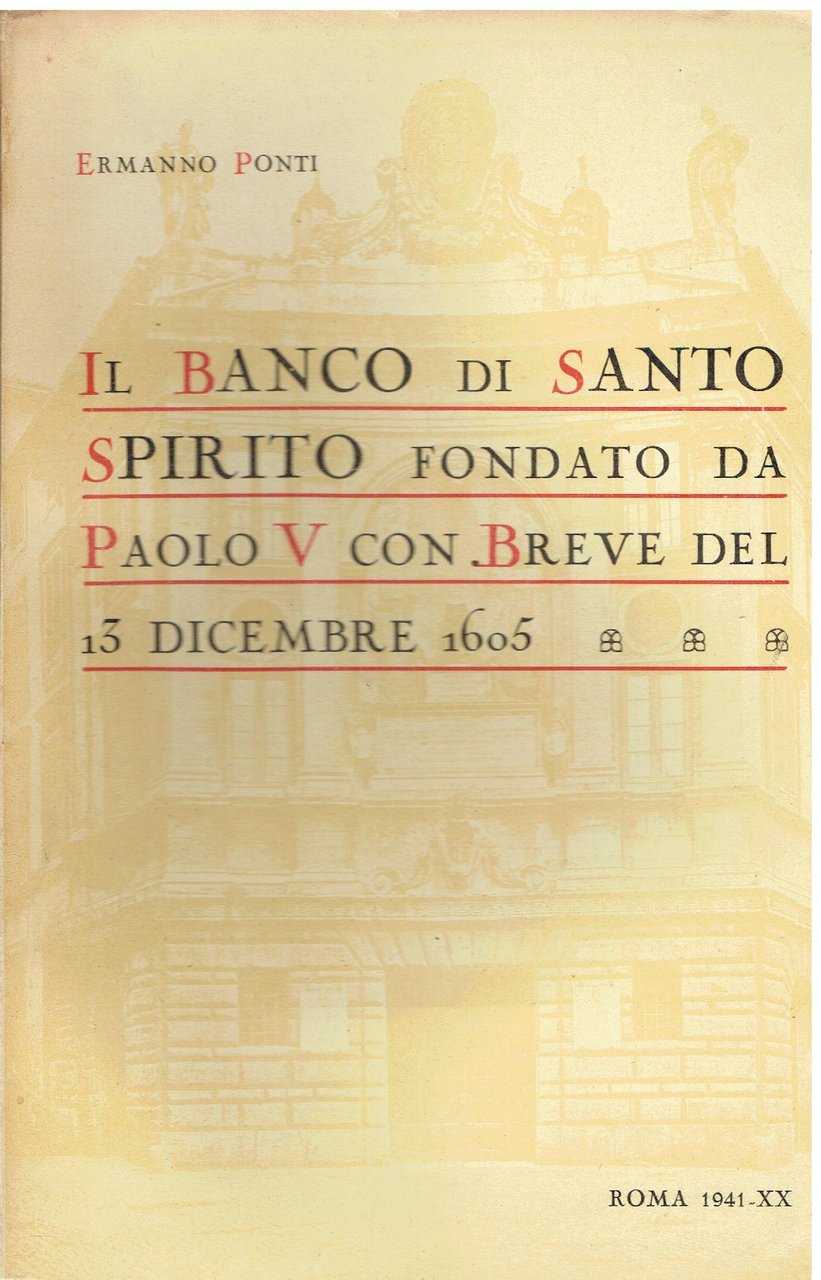 ERMANNO PONTI
IL BANCO DI SANTO
SPIRITO FONDATO DA
PAOLO V CON BREVE DEL
13 DICEMBRE 1605
ROMA 1941-XX